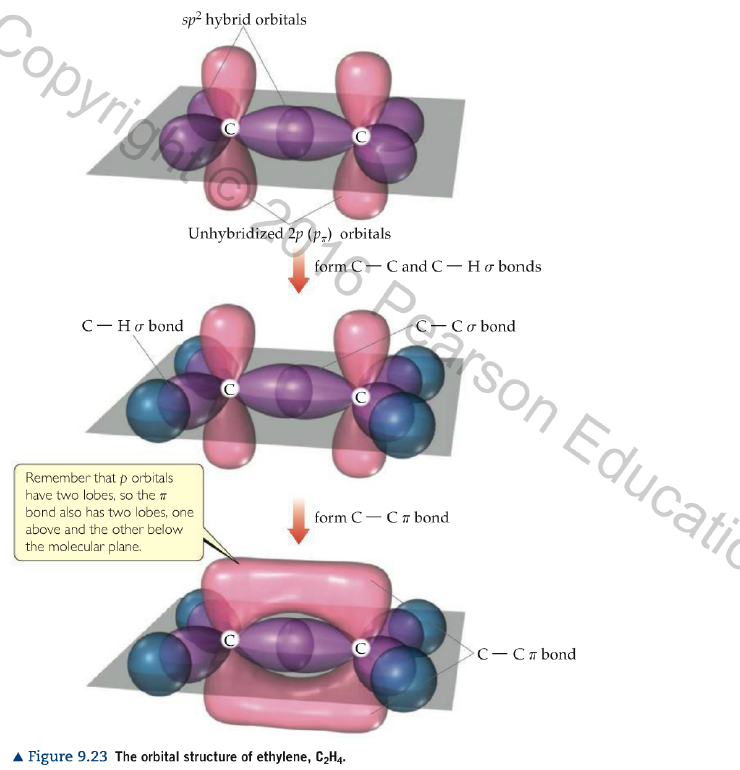 sp² hybrid orbitals
C
C
Unhybridized 2p (pπ) orbitals
form C — C and C — H σ bonds
C — H σ bond
C — C σ bond
C
C
Remember that p orbitals
have two lobes, so the π
bond also has two lobes, one
above and the other below
the molecular plane.
form C — C π bond
C
C
C — C π bond
▲ Figure 9.23 The orbital structure of ethylene, C₂H₄.
Copyright © 2016 Pearson Educatio